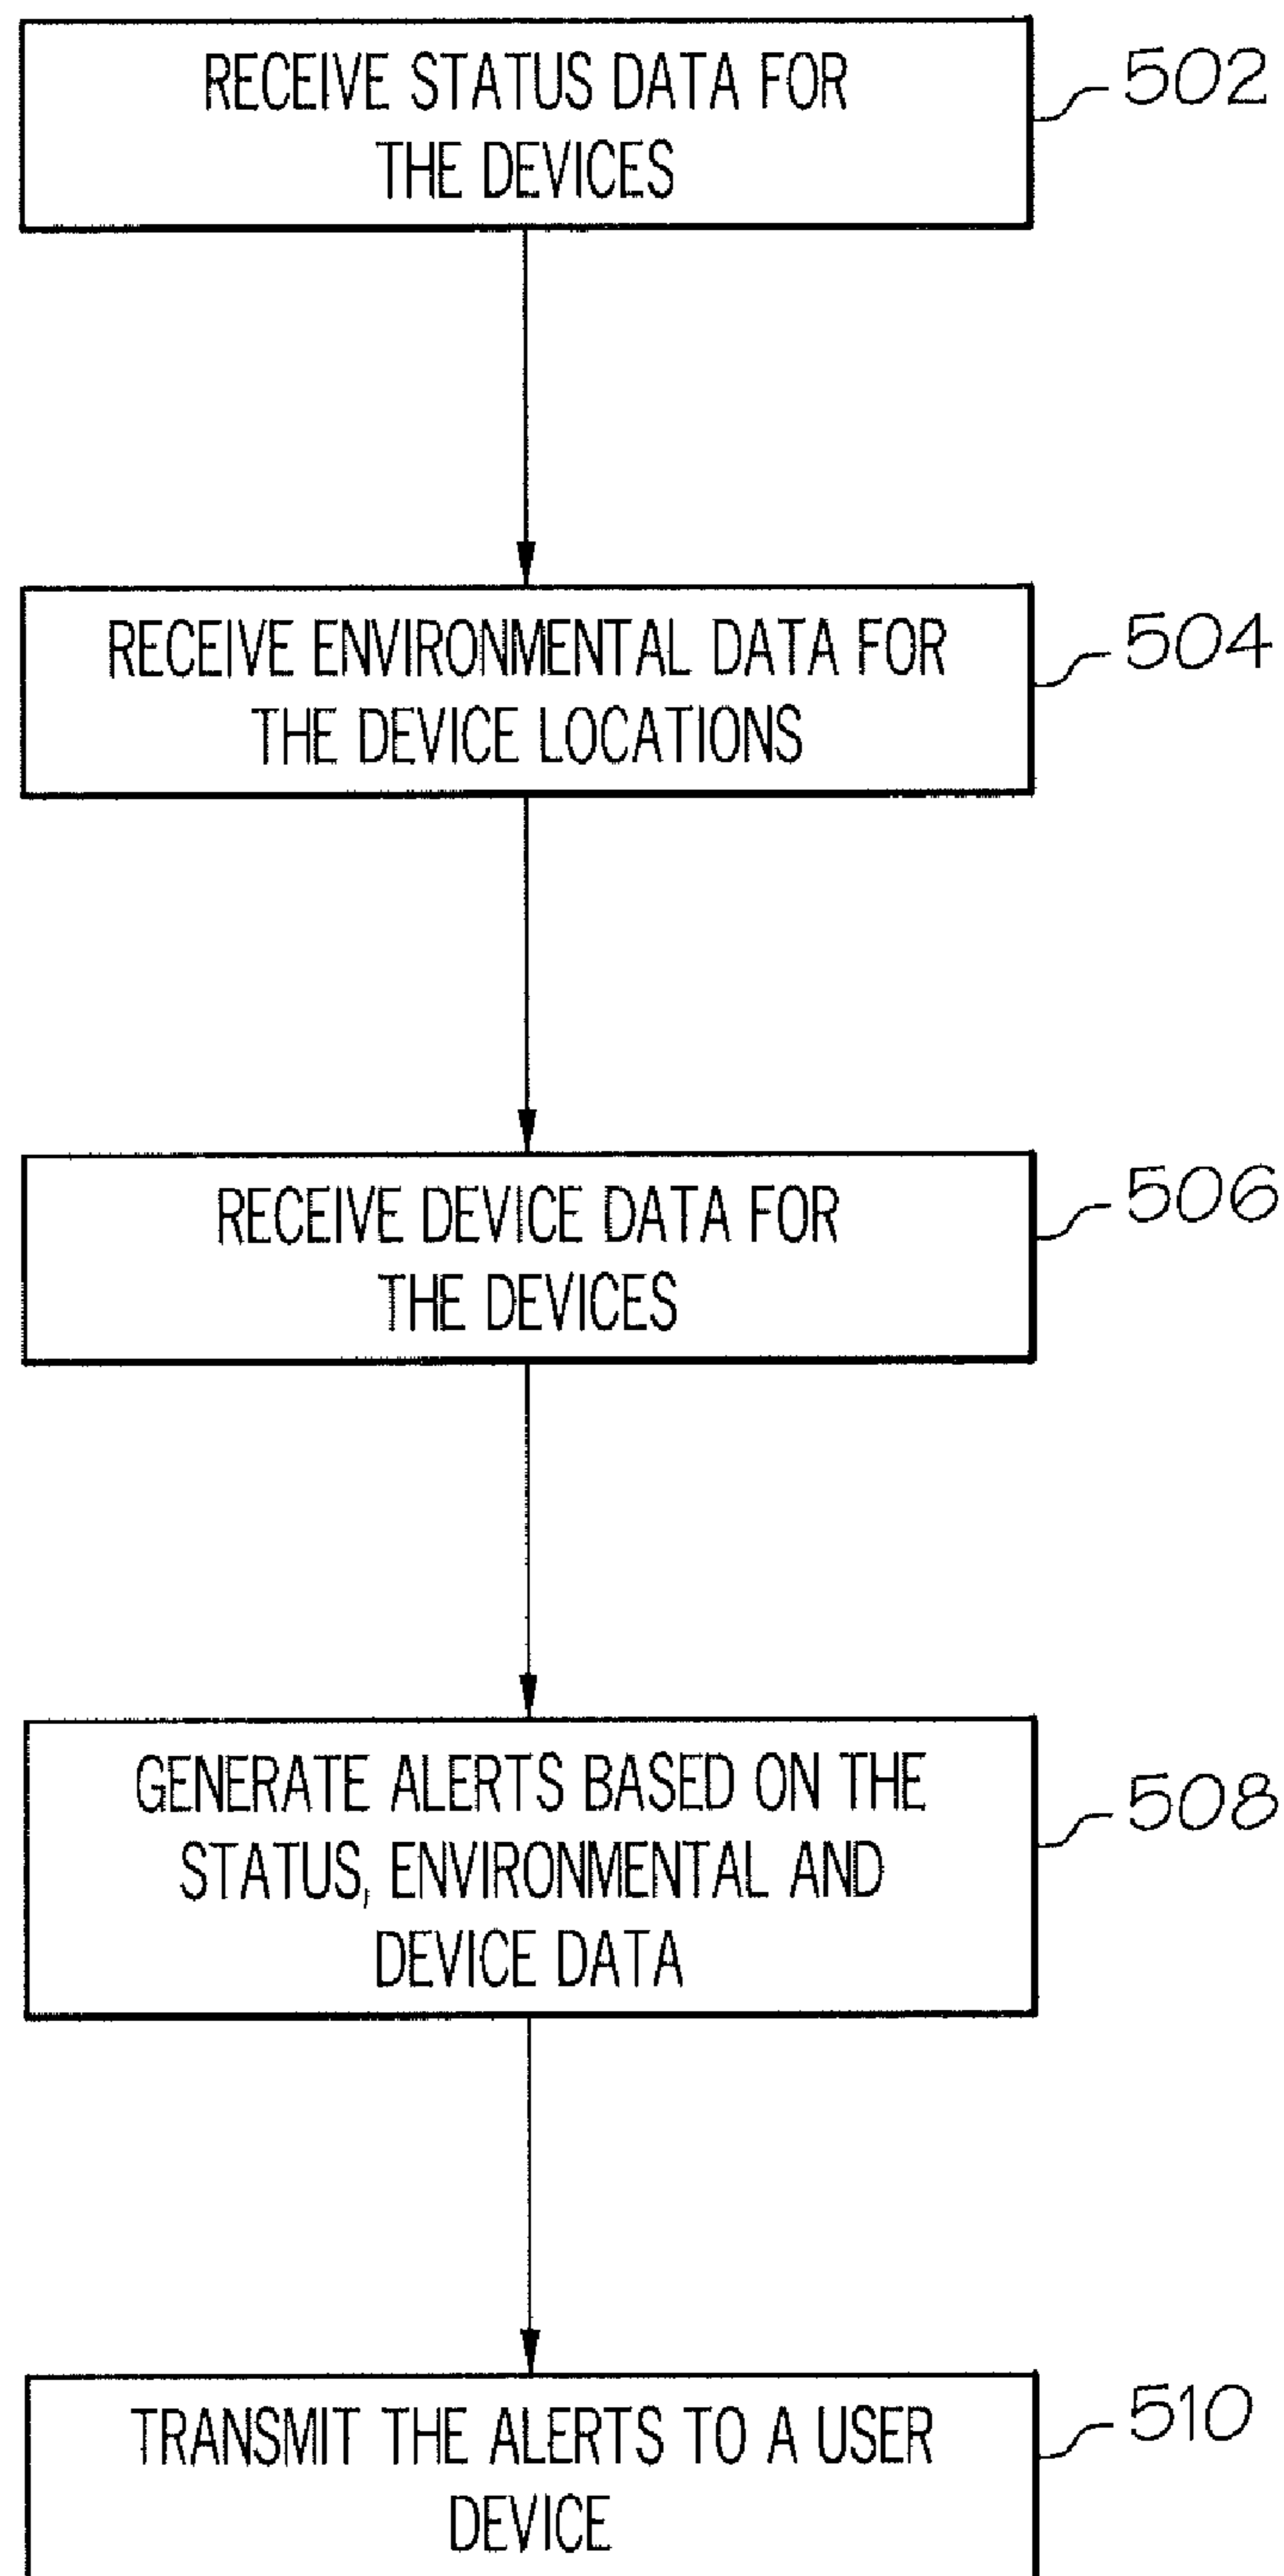 RECEIVE STATUS DATA FOR
THE DEVICES
502
RECEIVE ENVIRONMENTAL DATA FOR
THE DEVICE LOCATIONS
504
RECEIVE DEVICE DATA FOR
THE DEVICES
506
GENERATE ALERTS BASED ON THE
STATUS, ENVIRONMENTAL AND
DEVICE DATA
508
TRANSMIT THE ALERTS TO A USER
DEVICE
510